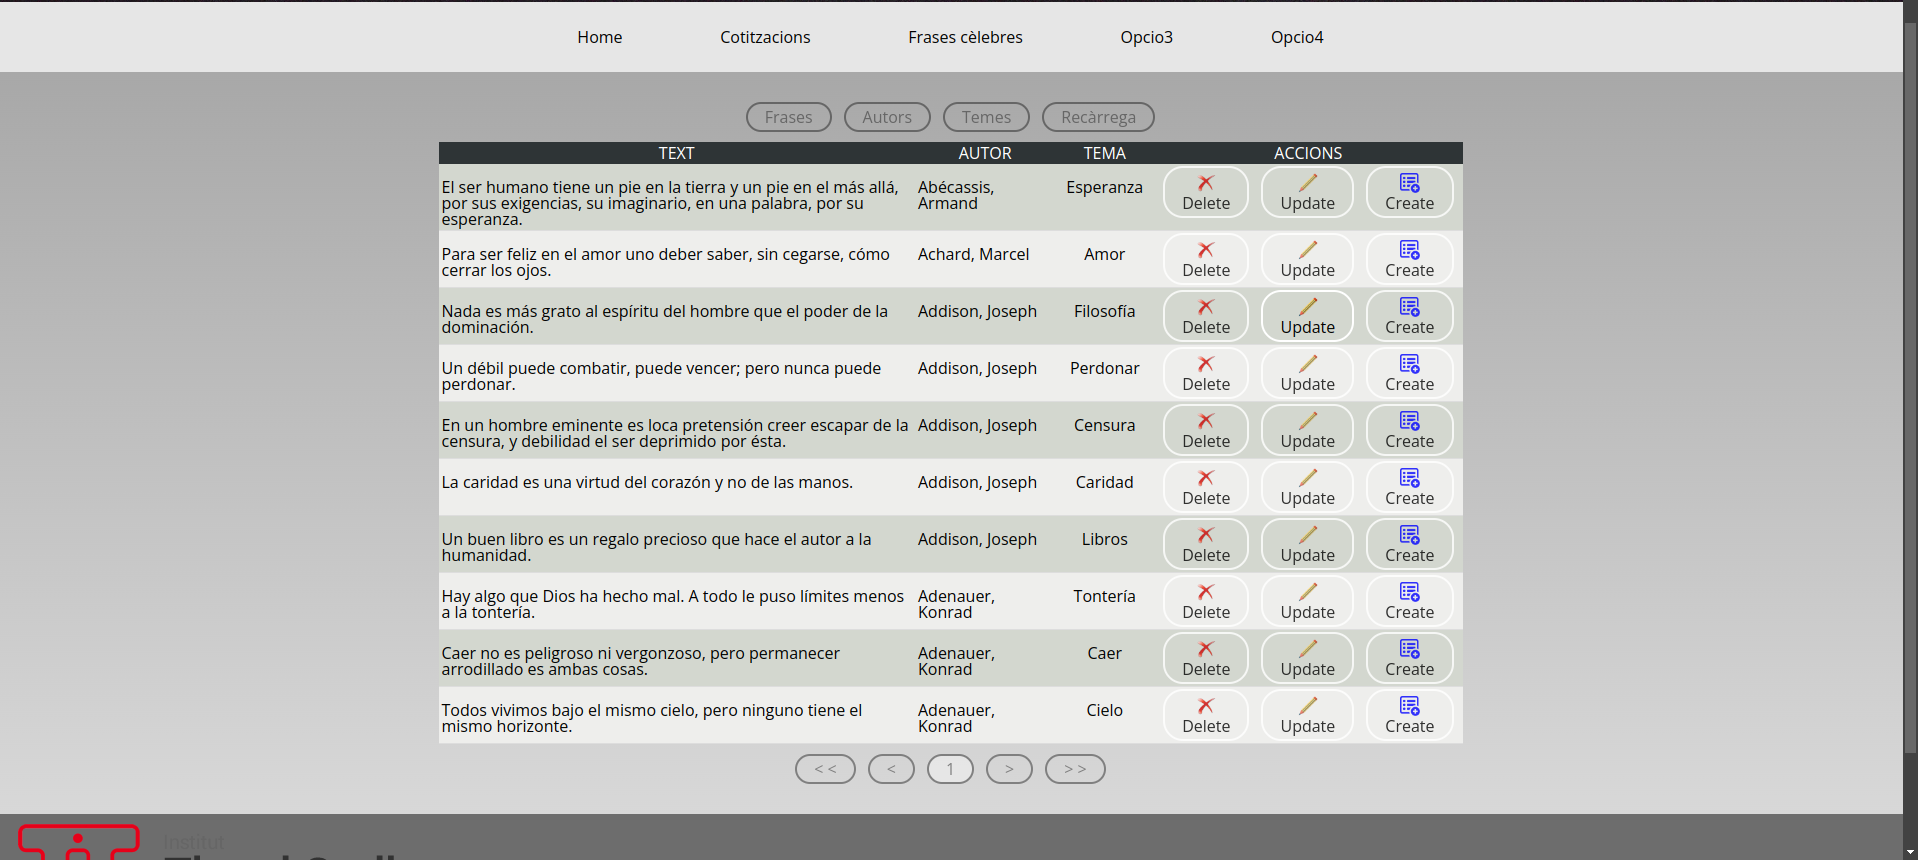 Home Cotitzacions Frases cèlebres Opcio3 Opcio4
Frases Autors Temes Recàrrega
TEXT AUTOR TEMA ACCIONS
El ser humano tiene un pie en la tierra y un pie en el más allá, Abécassis, Esperanza
por sus exigencias, su imaginario, en una palabra, por su Armand Delete Update Create
esperanza.
Para ser feliz en el amor uno deber saber, sin cegarse, cómo Achard, Marcel Amor
cerrar los ojos. Delete Update Create
Nada es más grato al espíritu del hombre que el poder de la Addison, Joseph Filosofía
dominación. Delete Update Create
Un débil puede combatir, puede vencer; pero nunca puede Addison, Joseph Perdonar
perdonar. Delete Update Create
En un hombre eminente es loca pretensión creer escapar de la Addison, Joseph Censura
censura, y debilidad el ser deprimido por ésta. Delete Update Create
La caridad es una virtud del corazón y no de las manos. Addison, Joseph Caridad
Delete Update Create
Un buen libro es un regalo precioso que hace el autor a la Addison, Joseph Libros
humanidad. Delete Update Create
Hay algo que Dios ha hecho mal. A todo le puso límites menos Adenauer, Tontería
a la tontería. Konrad Delete Update Create
Caer no es peligroso ni vergonzoso, pero permanecer Adenauer, Caer
arrodillado es ambas cosas. Konrad Delete Update Create
Todos vivimos bajo el mismo cielo, pero ninguno tiene el Adenauer, Cielo
mismo horizonte. Konrad Delete Update Create
< < < 1 > > >
Institut